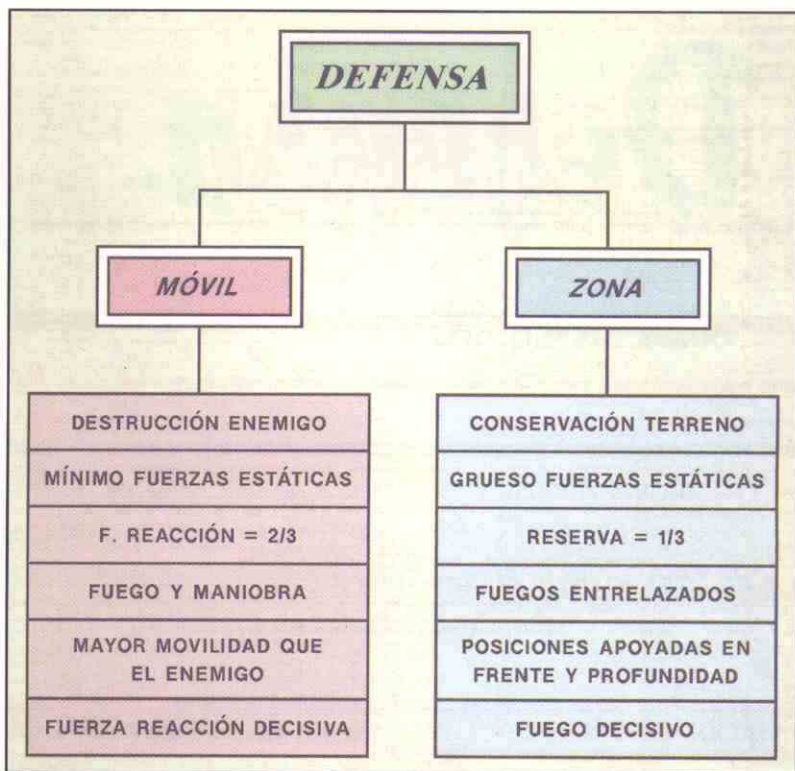 DEFENSA
MÓVIL
DESTRUCCIÓN ENEMIGO
MÍNIMO FUERZAS ESTÁTICAS
F. REACCIÓN = 2/3
FUEGO Y MANIOBRA
MAYOR MOVILIDAD QUE
EL ENEMIGO
FUERZA REACCIÓN DECISIVA
ZONA
CONSERVACIÓN TERRENO
GRUESO FUERZAS ESTÁTICAS
RESERVA = 1/3
FUEGOS ENTRELAZADOS
POSICIONES APOYADAS EN
FRENTE Y PROFUNDIDAD
FUEGO DECISIVO